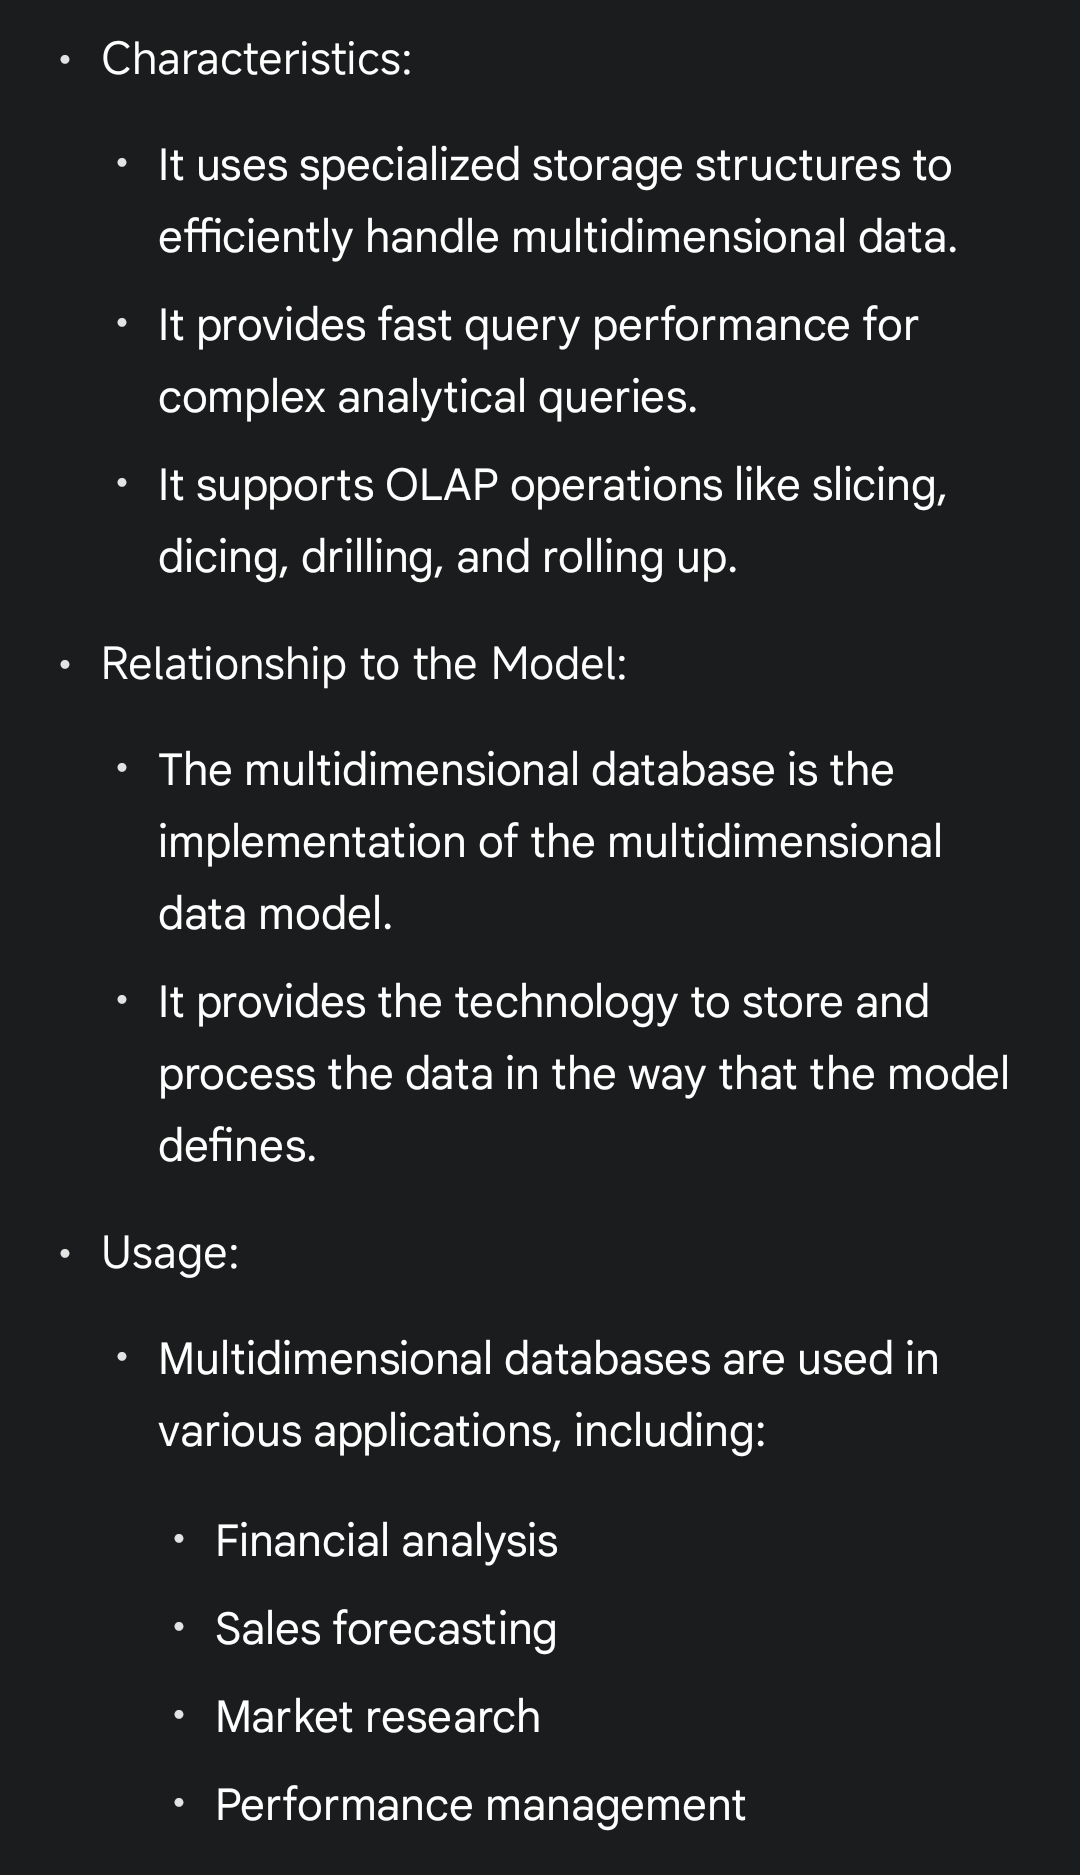 • Characteristics:
• It uses specialized storage structures to
efficiently handle multidimensional data.
• It provides fast query performance for
complex analytical queries.
• It supports OLAP operations like slicing,
dicing, drilling, and rolling up.
• Relationship to the Model:
• The multidimensional database is the
implementation of the multidimensional
data model.
• It provides the technology to store and
process the data in the way that the model
defines.
• Usage:
• Multidimensional databases are used in
various applications, including:
• Financial analysis
• Sales forecasting
• Market research
• Performance management